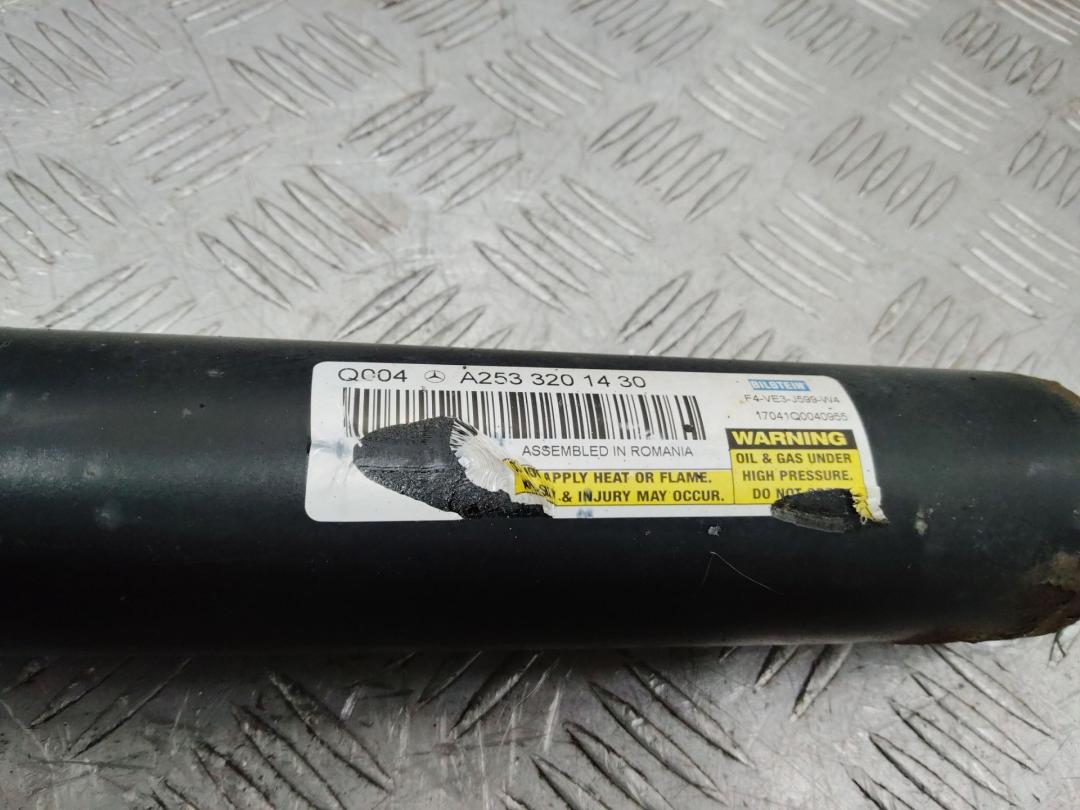 Q004 A253 320 14 30
BILSTEIN
F4-VE3-J599-W4
17041Q0040955
ASSEMBLED IN ROMANIA
APPLY HEAT OR FLAME.
& INJURY MAY OCCUR.
WARNING
OIL & GAS UNDER
HIGH PRESSURE.
DO NOT